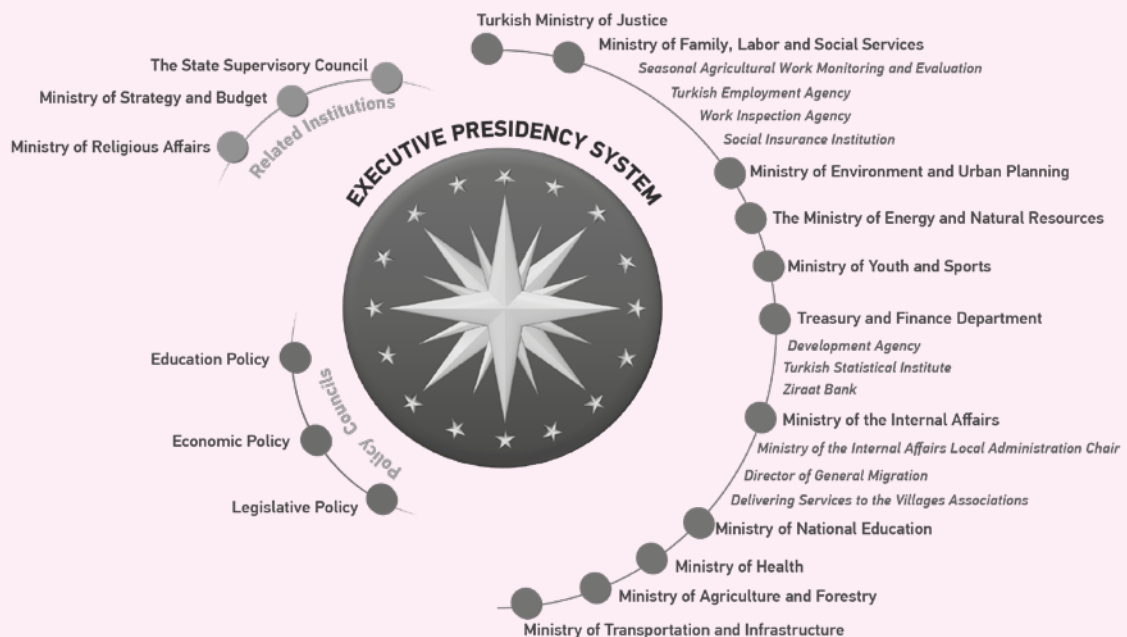 Turkish Ministry of Justice
Ministry of Family, Labor and Social Services
Seasonal Agricultural Work Monitoring and Evaluation
Turkish Employment Agency
Work Inspection Agency
Social Insurance Institution
Ministry of Environment and Urban Planning
The Ministry of Energy and Natural Resources
Ministry of Youth and Sports
Treasury and Finance Department
Development Agency
Turkish Statistical Institute
Ziraat Bank
Ministry of the Internal Affairs
Ministry of the Internal Affairs Local Administration Chair
Director of General Migration
Delivering Services to the Villages Associations
Ministry of National Education
Ministry of Health
Ministry of Agriculture and Forestry
Ministry of Transportation and Infrastructure
The State Supervisory Council
Ministry of Strategy and Budget
Ministry of Religious Affairs
Related Institutions
EXECUTIVE PRESIDENCY SYSTEM
Education Policy
Economic Policy
Legislative Policy
Policy Councils